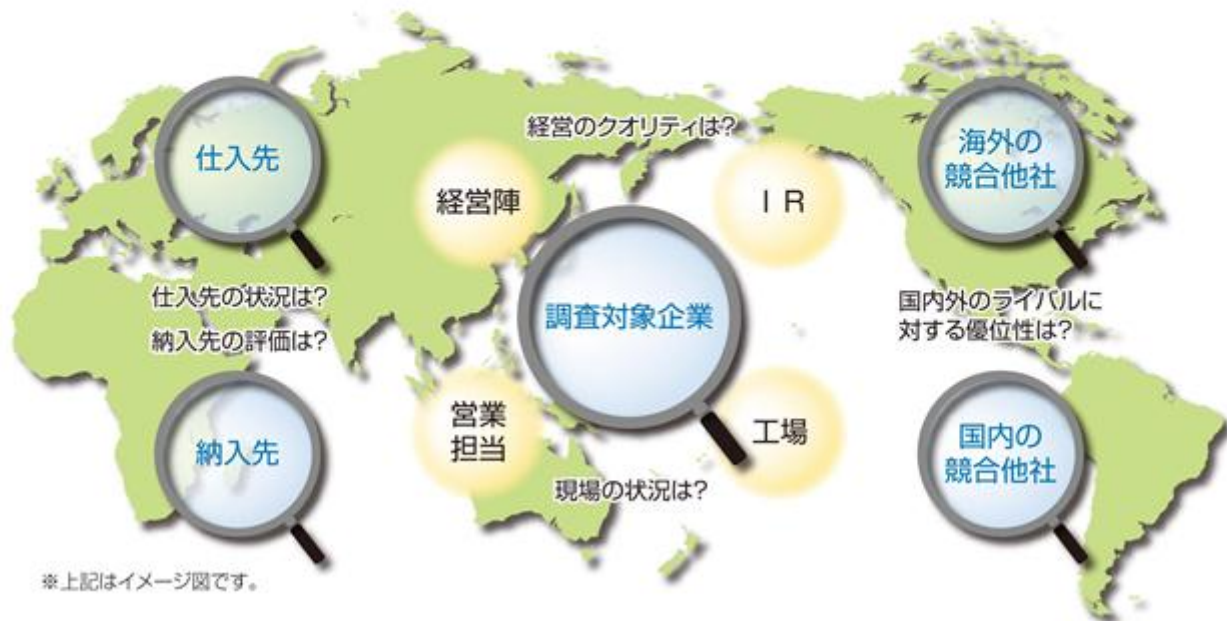 経営のクオリティは?
仕入先
経営陣
ＩＲ
海外の
競合他社
調査対象企業
仕入先の状況は?
納入先の評価は?
国内外のライバルに
対する優位性は?
納入先
営業
担当
工場
国内の
競合他社
現場の状況は?
※上記はイメージ図です。